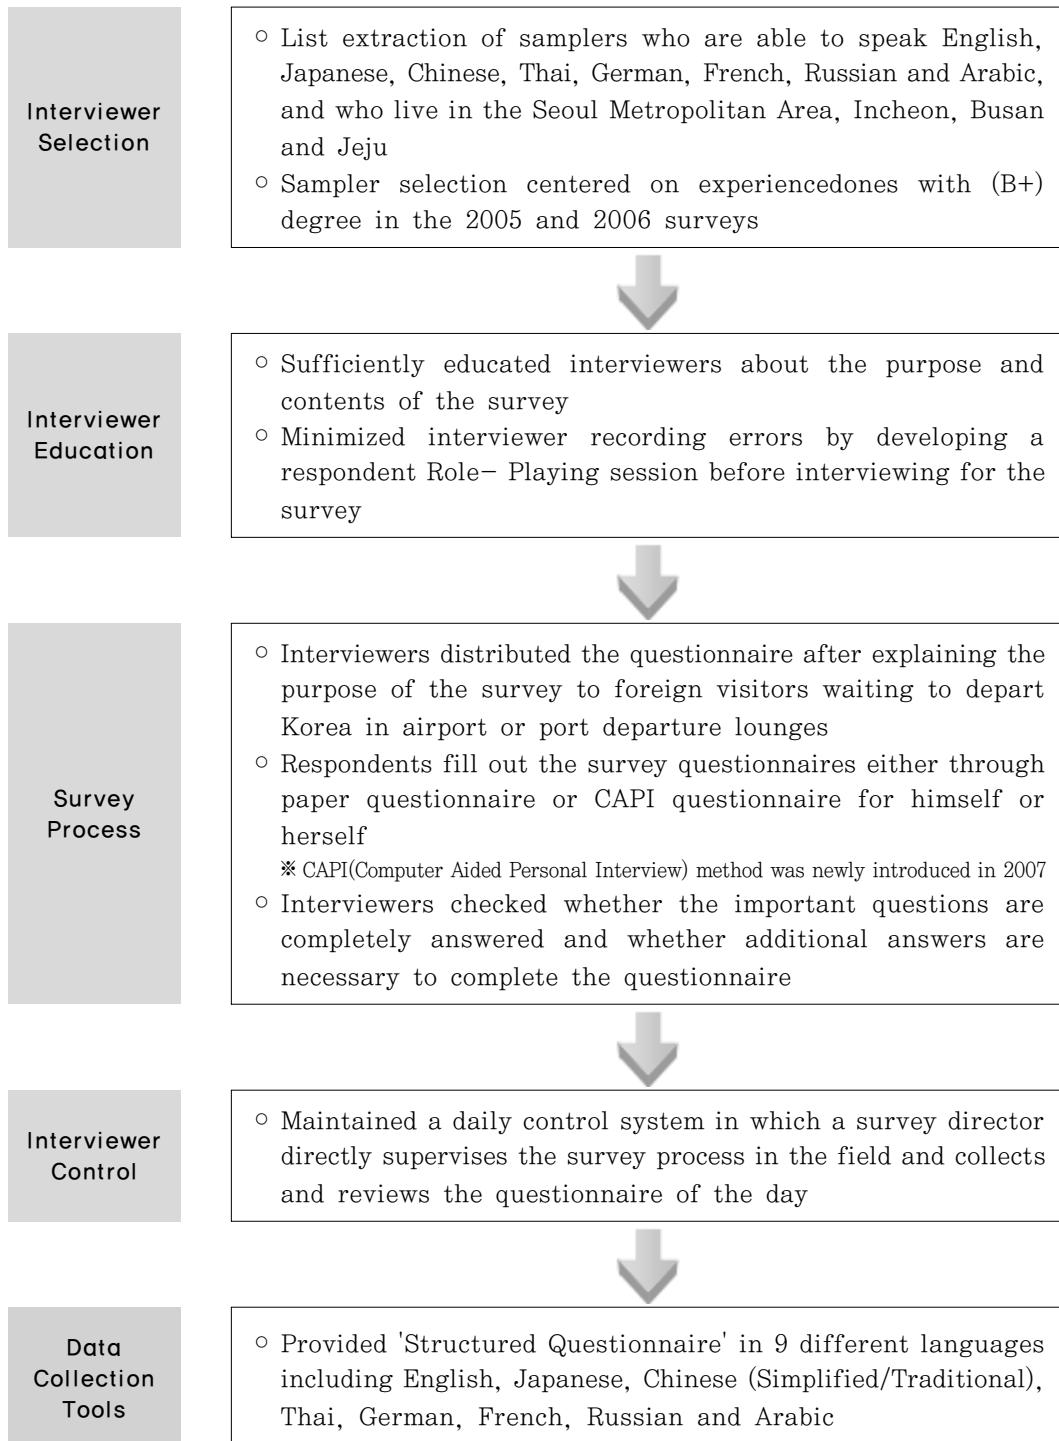 Interviewer
Selection
○ List extraction of samplers who are able to speak English,
Japanese, Chinese, Thai, German, French, Russian and Arabic,
and who live in the Seoul Metropolitan Area, Incheon, Busan
and Jeju
○ Sampler selection centered on experiencedones with (B+)
degree in the 2005 and 2006 surveys
Interviewer
Education
○ Sufficiently educated interviewers about the purpose and
contents of the survey
○ Minimized interviewer recording errors by developing a
respondent Role- Playing session before interviewing for the
survey
Survey
Process
○ Interviewers distributed the questionnaire after explaining the
purpose of the survey to foreign visitors waiting to depart
Korea in airport or port departure lounges
○ Respondents fill out the survey questionnaires either through
paper questionnaire or CAPI questionnaire for himself or
herself
※ CAPI(Computer Aided Personal Interview) method was newly introduced in 2007
○ Interviewers checked whether the important questions are
completely answered and whether additional answers are
necessary to complete the questionnaire
Interviewer
Control
○ Maintained a daily control system in which a survey director
directly supervises the survey process in the field and collects
and reviews the questionnaire of the day
Data
Collection
Tools
○ Provided 'Structured Questionnaire' in 9 different languages
including English, Japanese, Chinese (Simplified/Traditional),
Thai, German, French, Russian and Arabic